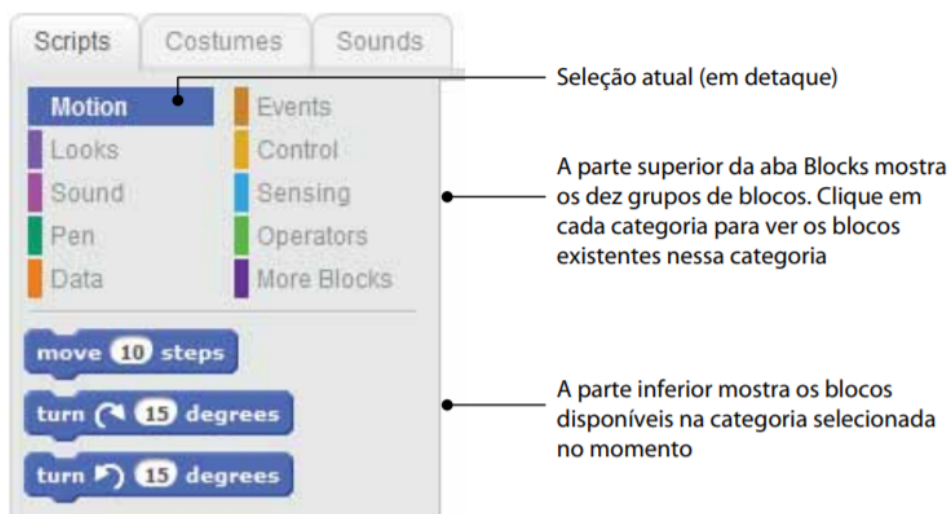 Scripts Costumes Sounds
Motion Events
Looks Control
Sound Sensing
Pen Operators
Data More Blocks
move 10 steps
turn 15 degrees
turn 15 degrees
Seleção atual (em detaque)
A parte superior da aba Blocks mostra
os dez grupos de blocos. Clique em
cada categoria para ver os blocos
existentes nessa categoria
A parte inferior mostra os blocos
disponíveis na categoria selecionada
no momento